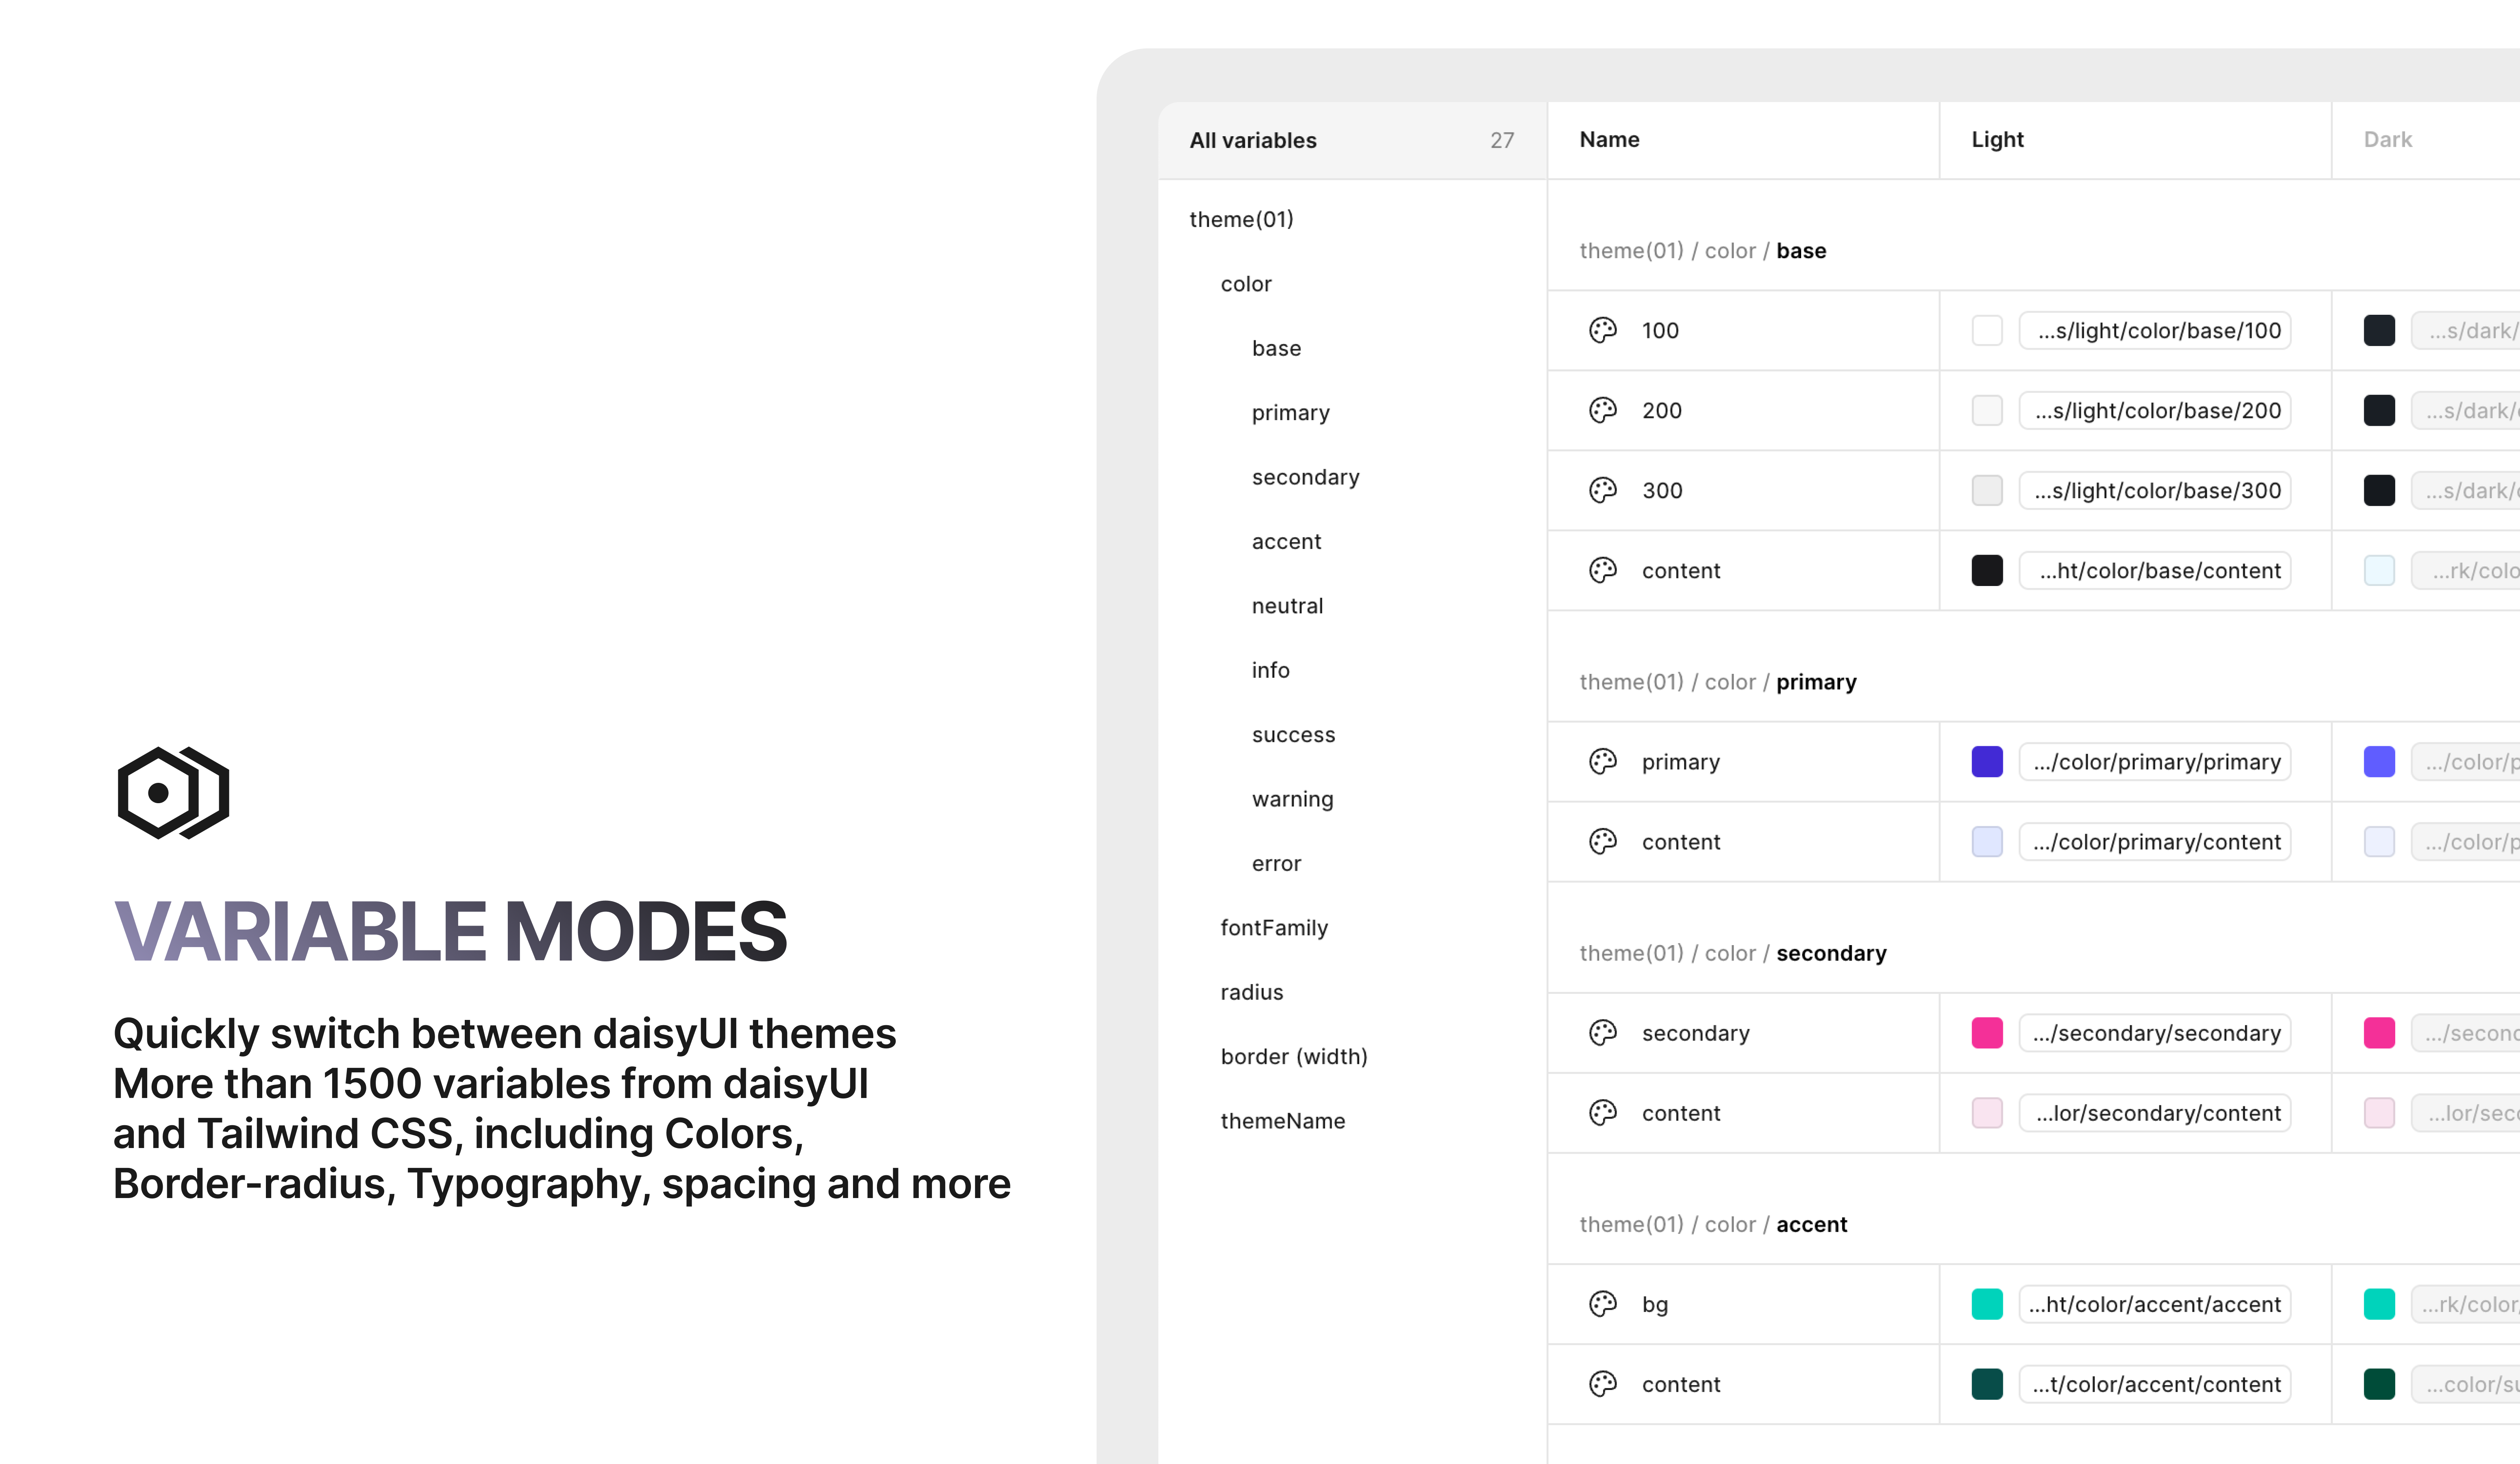 VARIABLE MODES
Quickly switch between daisyUI themes
More than 1500 variables from daisyUI
and Tailwind CSS, including Colors,
Border-radius, Typography, spacing and more
All variables 27
theme(01)
color
base
primary
secondary
accent
neutral
info
success
warning
error
fontFamily
radius
border (width)
themeName
Name Light Dark
theme(01) / color / base
100 ...s/light/color/base/100 ...s/dark/
200 ...s/light/color/base/200 ...s/dark/
300 ...s/light/color/base/300 ...s/dark/
content ...ht/color/base/content ...rk/colo
theme(01) / color / primary
primary .../color/primary/primary .../color/p
content .../color/primary/content .../color/p
theme(01) / color / secondary
secondary .../secondary/secondary .../second
content ...lor/secondary/content ...lor/seco
theme(01) / color / accent
bg ...ht/color/accent/accent ...rk/color/
content ...t/color/accent/content ...color/su